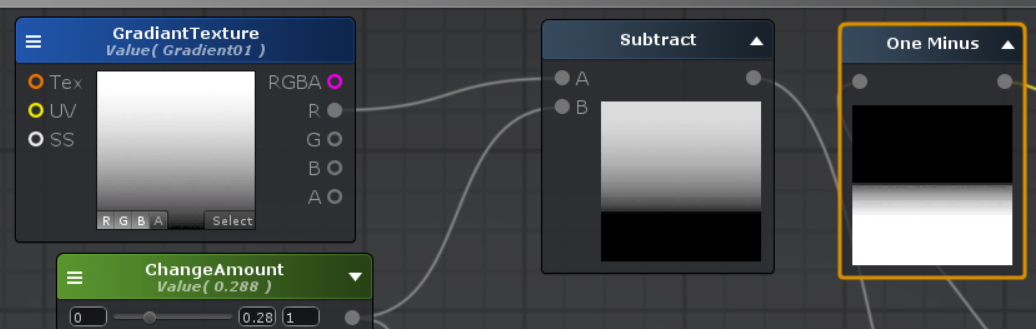 GradiantTexture
Value( Gradient01 )
Tex
RGBA
UV
R
SS
G
B
A
R G B A
Select
Subtract
A
B
One Minus
ChangeAmount
Value( 0.288 )
0
0.28
1